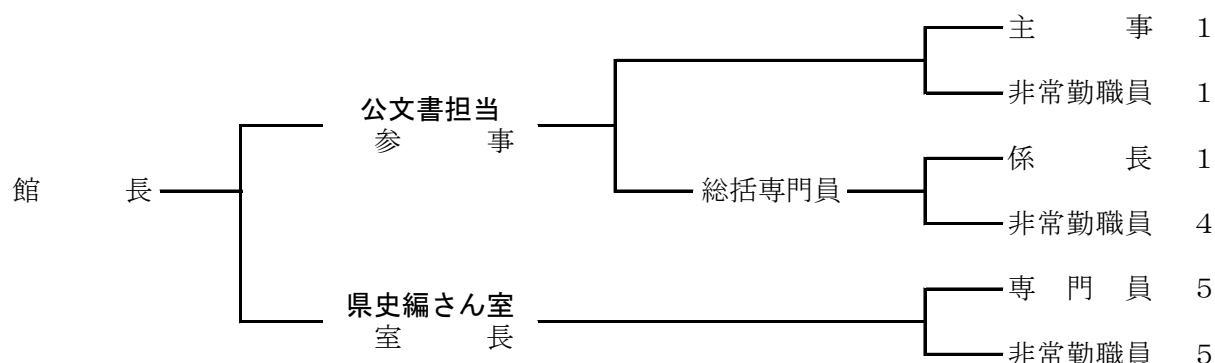 主事 1
非常勤職員 1
公文書担当
参事
係長 1
館長
総括専門員
非常勤職員 4
県史編さん室
室長
専門員 5
非常勤職員 5